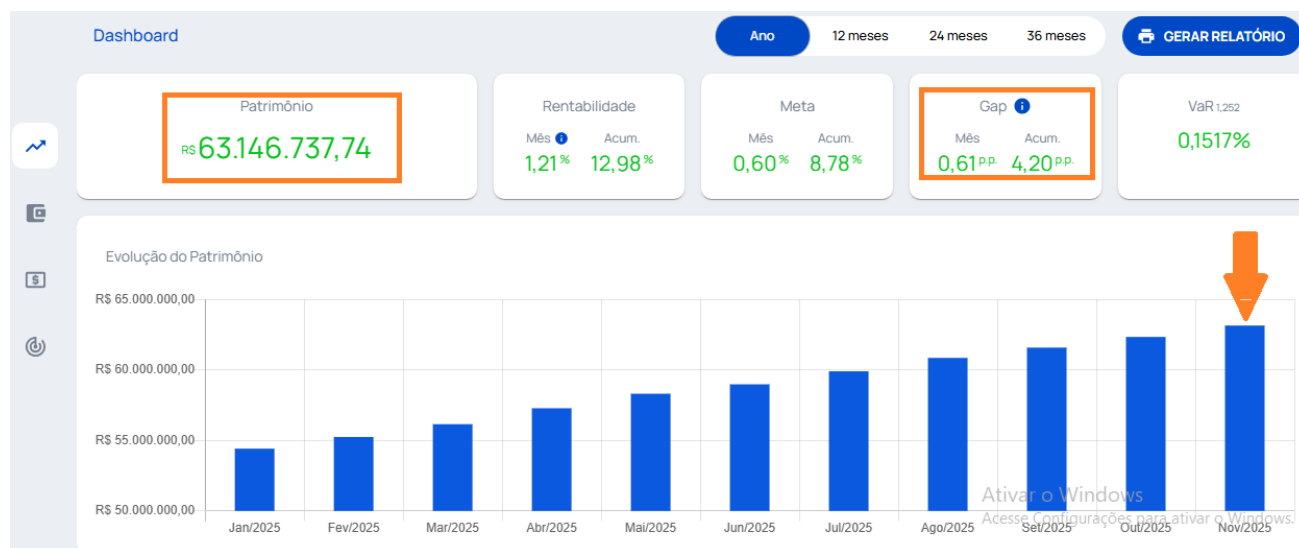 Dashboard
Ano 12 meses 24 meses 36 meses
GERAR RELATÓRIO
Patrimônio
R$ 63.146.737,74
Rentabilidade
Mês Acum.
1,21% 12,98%
Meta
Mês Acum.
0,60% 8,78%
Gap
Mês Acum.
0,61 p.p. 4,20 p.p.
VaR 1,252
0,1517%
Evolução do Patrimônio
R$ 65.000.000,00
R$ 60.000.000,00
R$ 55.000.000,00
R$ 50.000.000,00
Jan/2025 Fev/2025 Mar/2025 Abr/2025 Mai/2025 Jun/2025 Jul/2025 Ago/2025 Set/2025 Out/2025 Nov/2025
Ativar o Windows
Acesse Configurações para ativar o Windows.